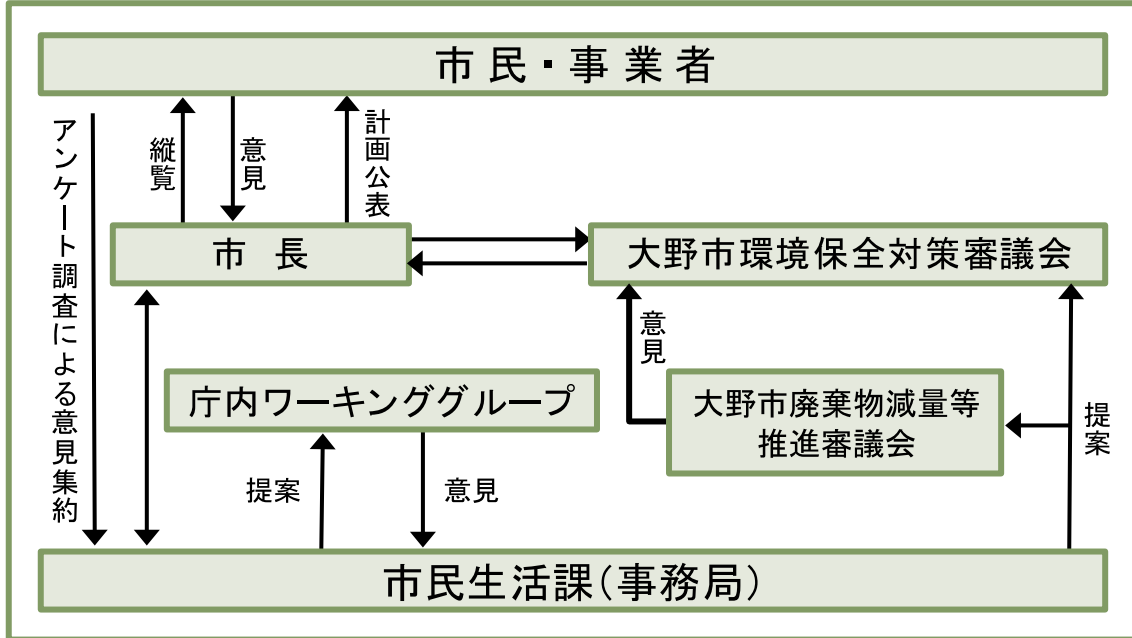 市民・事業者
アンケート調査による意見集約
縦覧
意見
計画公表
市長
大野市環境保全対策審議会
意見
庁内ワーキンググループ
大野市廃棄物減量等
推進審議会
提案
提案
意見
市民生活課(事務局)